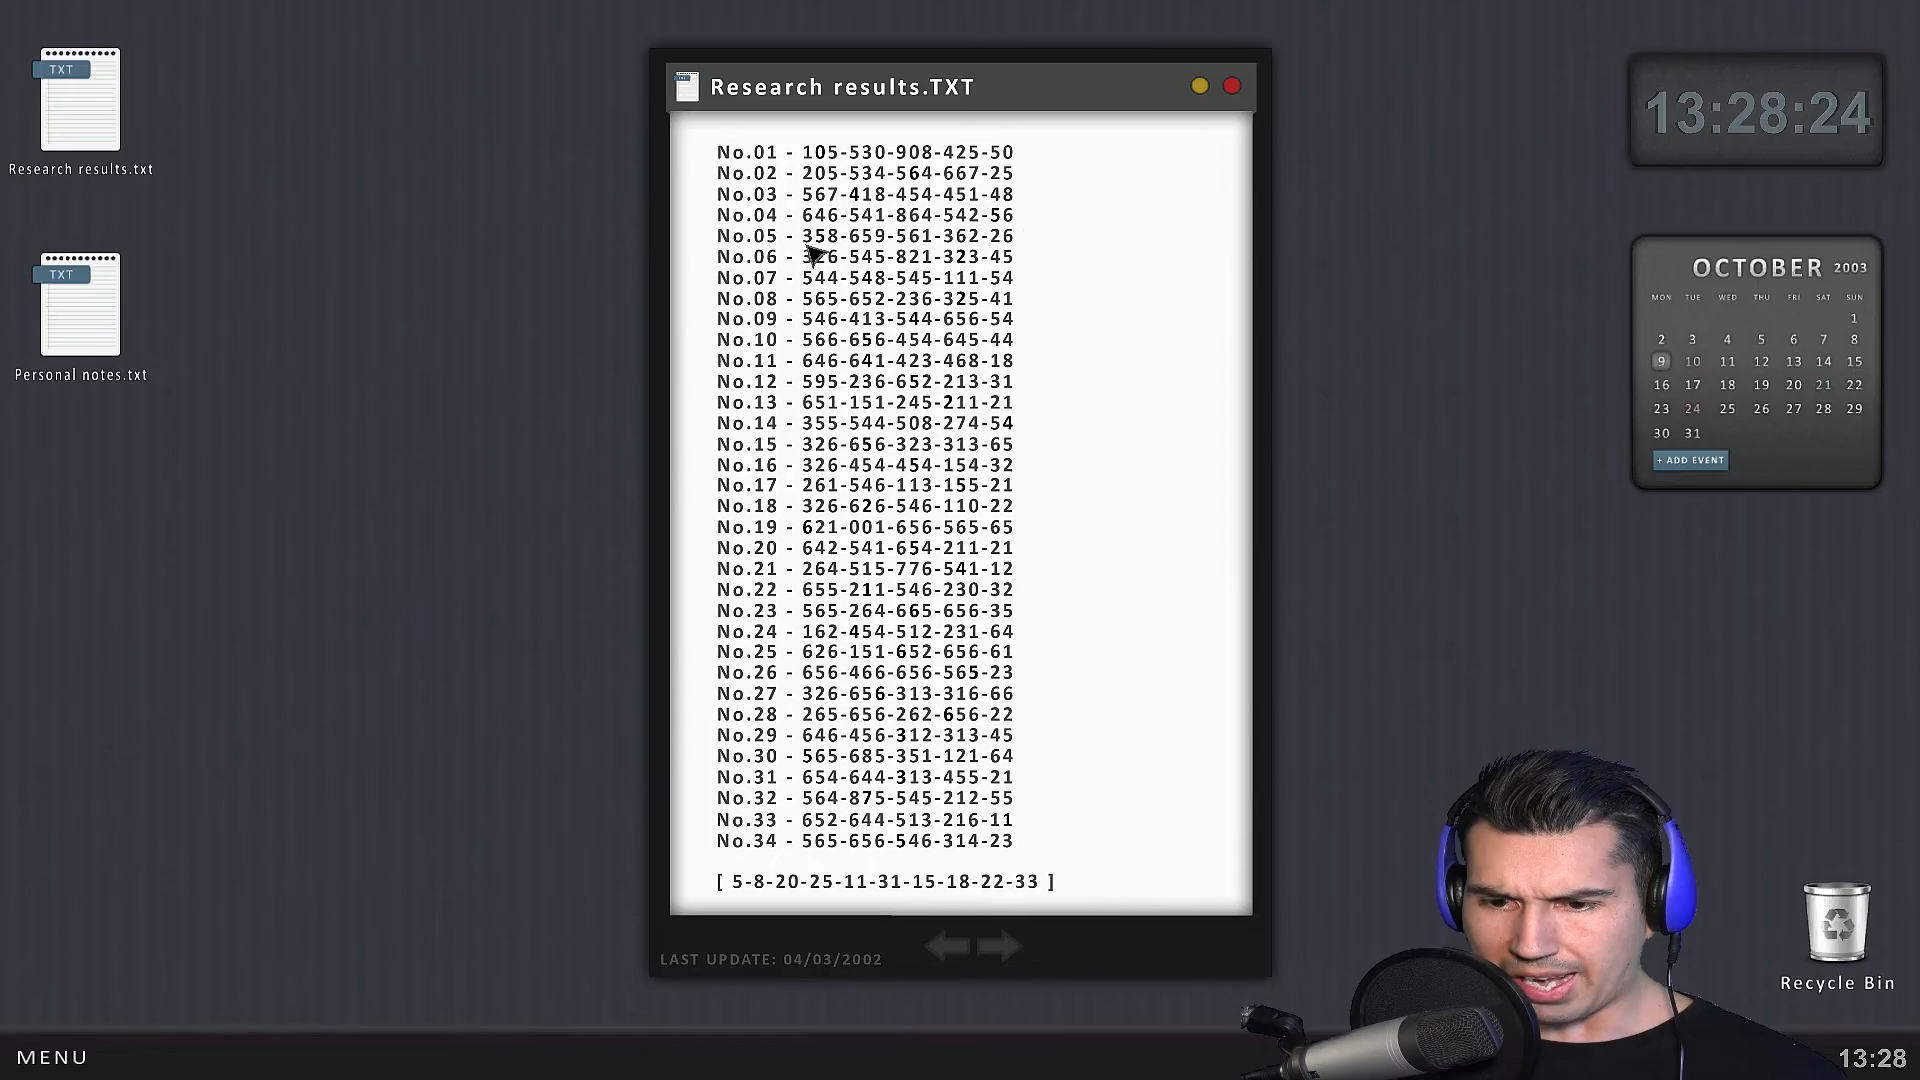 TXT
Research results.txt
TXT
Personal notes.txt
Research results.TXT
No.01 - 105-530-908-425-50
No.02 - 205-534-564-667-25
No.03 - 567-418-454-451-48
No.04 - 646-541-864-542-56
No.05 - 358-659-561-362-26
No.06 - 326-545-821-323-45
No.07 - 544-548-545-111-54
No.08 - 565-652-236-325-41
No.09 - 546-413-544-656-54
No.10 - 566-656-454-645-44
No.11 - 646-641-423-468-18
No.12 - 595-236-652-213-31
No.13 - 651-151-245-211-21
No.14 - 355-544-508-274-54
No.15 - 326-656-323-313-65
No.16 - 326-454-454-154-32
No.17 - 261-546-113-155-21
No.18 - 326-626-546-110-22
No.19 - 621-001-656-565-65
No.20 - 642-541-654-211-21
No.21 - 264-515-776-541-12
No.22 - 655-211-546-230-32
No.23 - 565-264-665-656-35
No.24 - 162-454-512-231-64
No.25 - 626-151-652-656-61
No.26 - 656-466-656-565-23
No.27 - 326-656-313-316-66
No.28 - 265-656-262-656-22
No.29 - 646-456-312-313-45
No.30 - 565-685-351-121-64
No.31 - 654-644-313-455-21
No.32 - 564-875-545-212-55
No.33 - 652-644-513-216-11
No.34 - 565-656-546-314-23
[ 5-8-20-25-11-31-15-18-22-33 ]
LAST UPDATE: 04/03/2002
13:28:24
OCTOBER 2003
MON TUE WED THU FRI SAT SUN
1
2 3 4 5 6 7 8
9 10 11 12 13 14 15
16 17 18 19 20 21 22
23 24 25 26 27 28 29
30 31
+ ADD EVENT
Recycle Bin
MENU
13:28